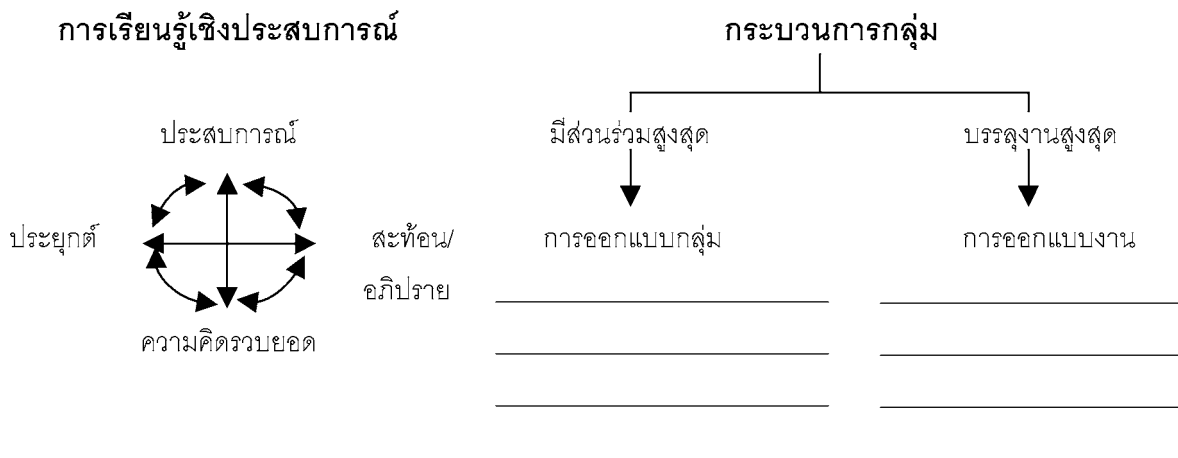 การเรียนรู้เชิงประสบการณ์
กระบวนการกลุ่ม
ประสบการณ์
มีส่วนร่วมสูงสุด
บรรลุงานสูงสุด
ประยุกต์
สะท้อน/
อภิปราย
การออกแบบกลุ่ม
การออกแบบงาน
ความคิดรวบยอด